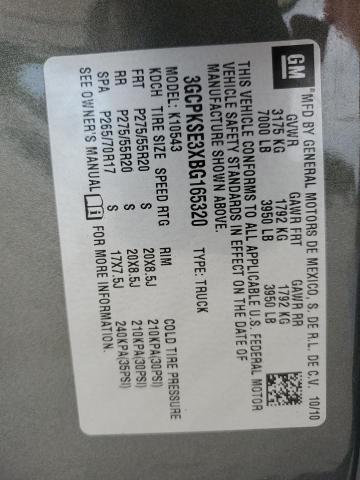 GM
MFD BY GENERAL MOTORS DE MEXICO, S. DE R.L. DE C.V. 10/10
GVWR GAWR FRT GAWR RR
3175 KG 1792 KG 1792 KG
7000 LB 3950 LB 3950 LB
THIS VEHICLE CONFORMS TO ALL APPLICABLE U.S. FEDERAL MOTOR
VEHICLE SAFETY STANDARDS IN EFFECT ON THE DATE OF
MANUFACTURE SHOWN ABOVE.
3GCPKSE3XBG165320 TYPE: TRUCK
MODEL: K10543
KDCH TIRE SIZE SPEED RTG RIM COLD TIRE PRESSURE
FRT P275/55R20 S 20X8.5J 210KPA(30PSI)
RR P275/55R20 S 20X8.5J 210KPA(30PSI)
SPA P265/70R17 S 17X7.5J 240KPA(35PSI)
SEE OWNER'S MANUAL i FOR MORE INFORMATION.